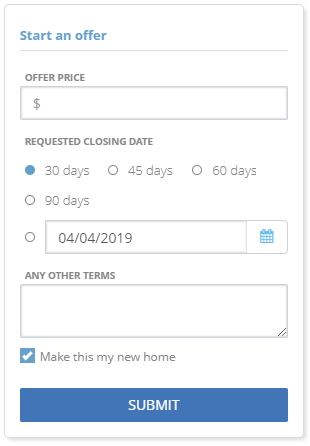 Start an offer
OFFER PRICE
$
REQUESTED CLOSING DATE
30 days 45 days 60 days
90 days
04/04/2019
ANY OTHER TERMS
Make this my new home
SUBMIT